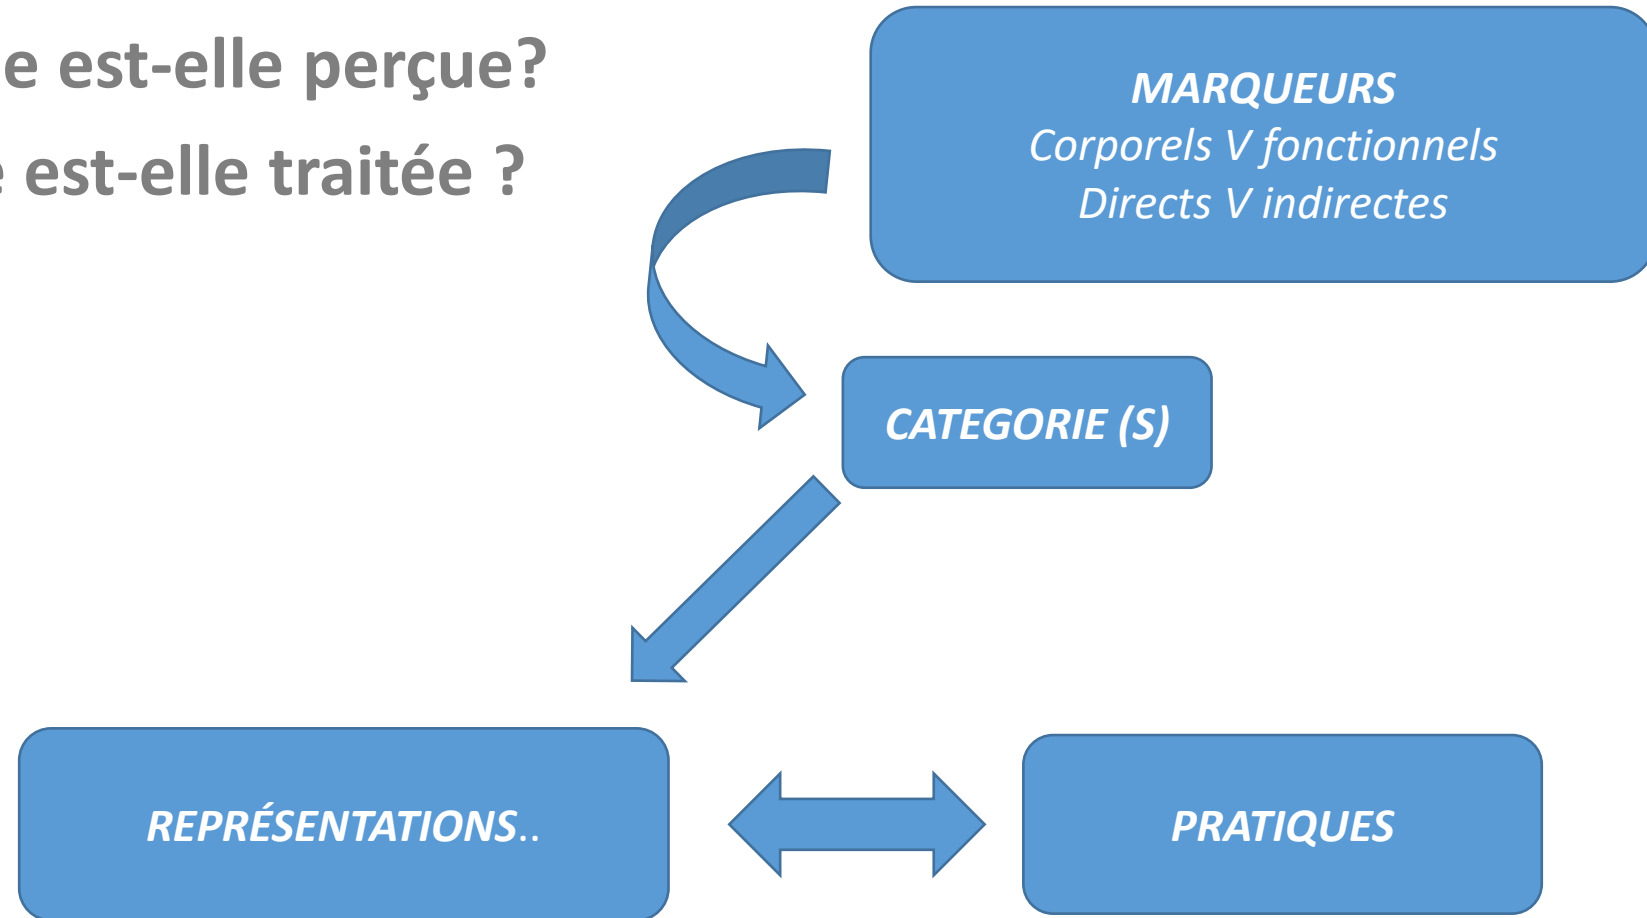 e est-elle perçue?
e est-elle traitée ?
MARQUEURS
Corporels V fonctionnels
Directs V indirectes
CATEGORIE (S)
REPRÉSENTATIONS..
PRATIQUES